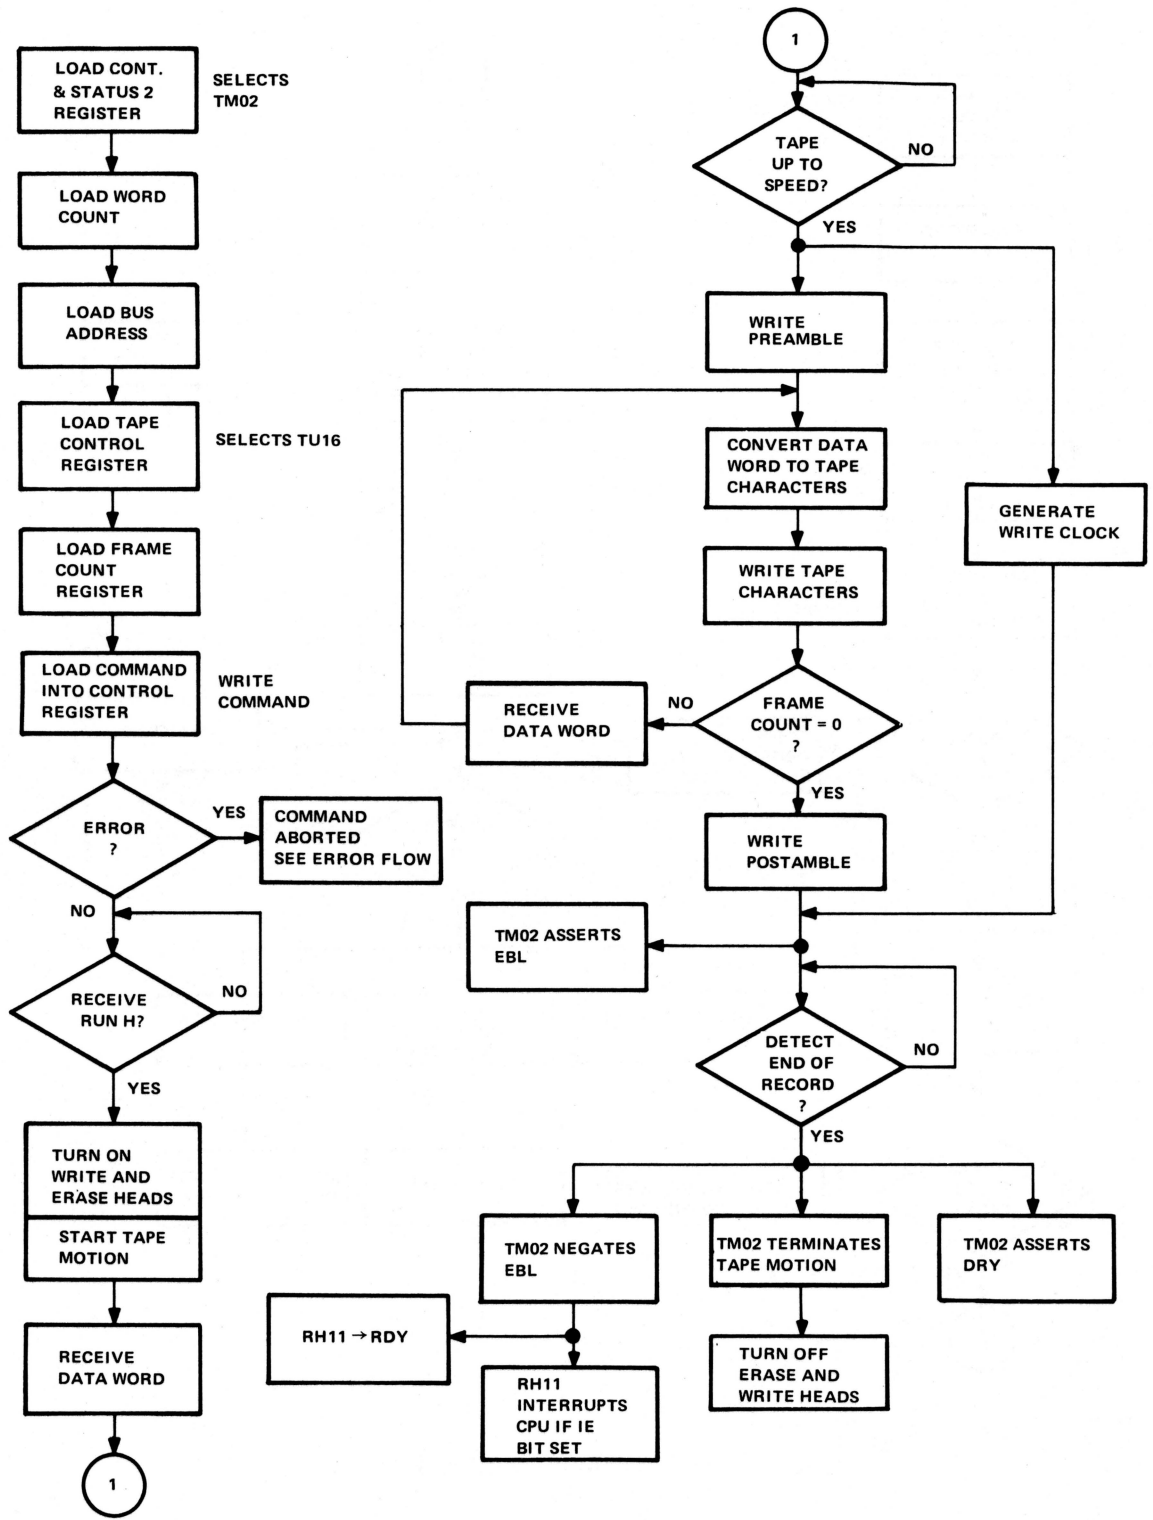 LOAD CONT.
& STATUS 2
REGISTER
SELECTS
TM02
LOAD WORD
COUNT
LOAD BUS
ADDRESS
LOAD TAPE
CONTROL
REGISTER
SELECTS TU16
LOAD FRAME
COUNT
REGISTER
LOAD COMMAND
INTO CONTROL
REGISTER
WRITE
COMMAND
ERROR
?
YES
COMMAND
ABORTED
SEE ERROR FLOW
NO
RECEIVE
RUN H?
NO
YES
TURN ON
WRITE AND
ERASE HEADS
START TAPE
MOTION
RECEIVE
DATA WORD
1
1
TAPE
UP TO
SPEED?
NO
YES
WRITE
PREAMBLE
CONVERT DATA
WORD TO TAPE
CHARACTERS
GENERATE
WRITE CLOCK
WRITE TAPE
CHARACTERS
FRAME
COUNT = 0
?
NO
RECEIVE
DATA WORD
YES
WRITE
POSTAMBLE
TM02 ASSERTS
EBL
DETECT
END OF
RECORD
?
NO
YES
TM02 NEGATES
EBL
TM02 TERMINATES
TAPE MOTION
TM02 ASSERTS
DRY
RH11 → RDY
RH11
INTERRUPTS
CPU IF IE
BIT SET
TURN OFF
ERASE AND
WRITE HEADS